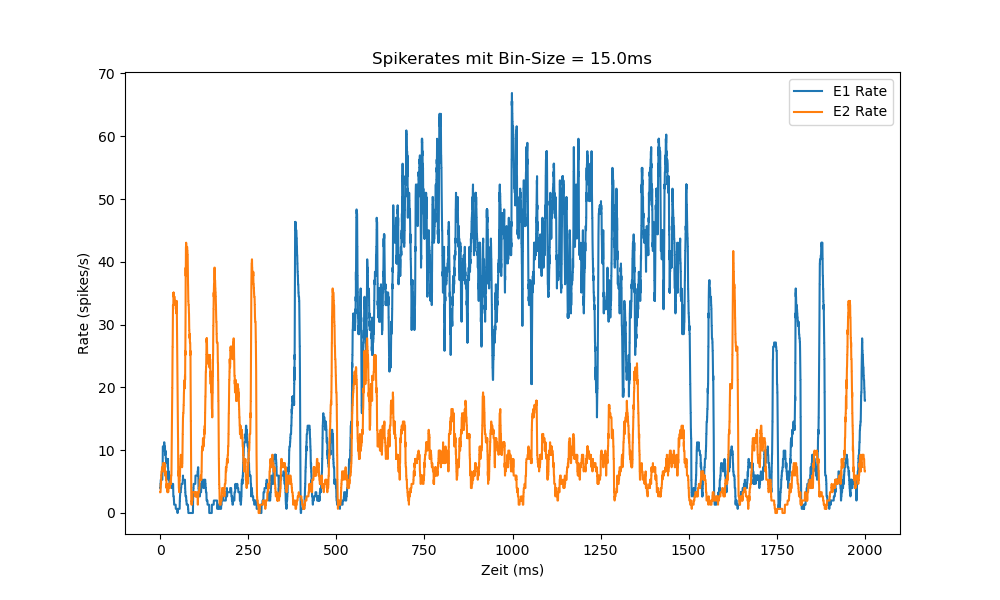 Spikerates mit Bin-Size = 15.0ms
E1 Rate
E2 Rate
Rate (spikes/s)
70
60
50
40
30
20
10
0
0 250 500 750 1000 1250 1500 1750 2000
Zeit (ms)